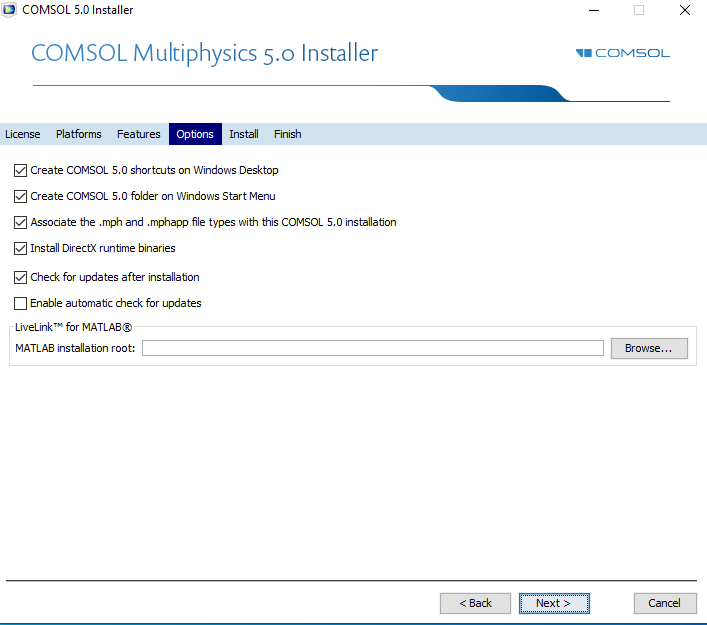 COMSOL 5.0 Installer
COMSOL Multiphysics 5.0 Installer
COMSOL
License Platforms Features Options Install Finish
Create COMSOL 5.0 shortcuts on Windows Desktop
Create COMSOL 5.0 folder on Windows Start Menu
Associate the .mph and .mphapp file types with this COMSOL 5.0 installation
Install DirectX runtime binaries
Check for updates after installation
Enable automatic check for updates
LiveLink™ for MATLAB®
MATLAB installation root: Browse...
< Back Next > Cancel